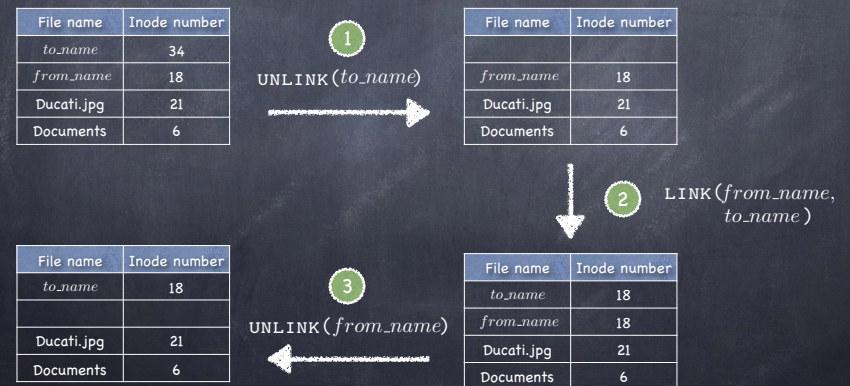 File name Inode number
to_name 34
from_name 18
Ducati.jpg 21
Documents 6
1
UNLINK(to_name)
File name Inode number
from_name 18
Ducati.jpg 21
Documents 6
2
LINK(from_name,
to_name)
File name Inode number
to_name 18
from_name 18
Ducati.jpg 21
Documents 6
3
UNLINK(from_name)
File name Inode number
to_name 18
Ducati.jpg 21
Documents 6